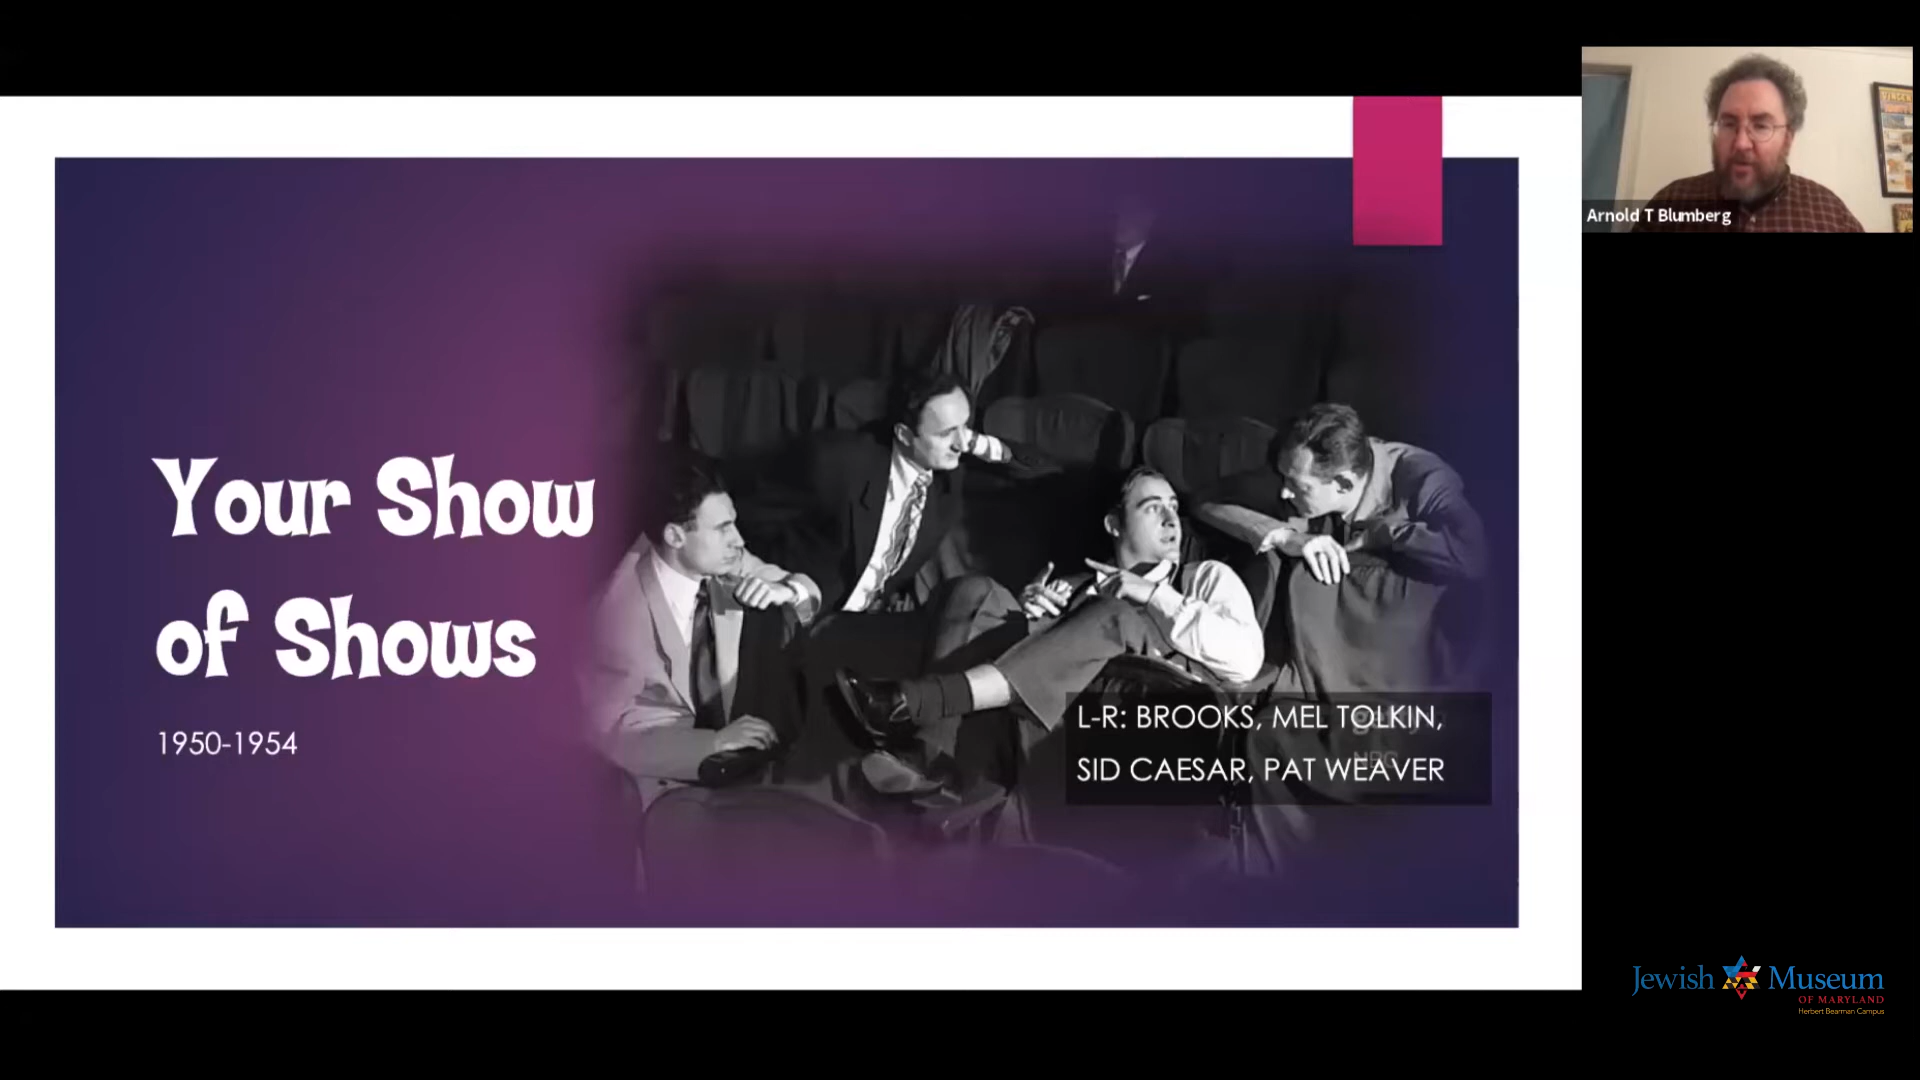 Your Show
of Shows
1950-1954
L-R: BROOKS, MEL TOLKIN,
SID CAESAR, PAT WEAVER
NBC
Arnold T Blumberg
Jewish Museum
OF MARYLAND
Herbert Bearman Campus